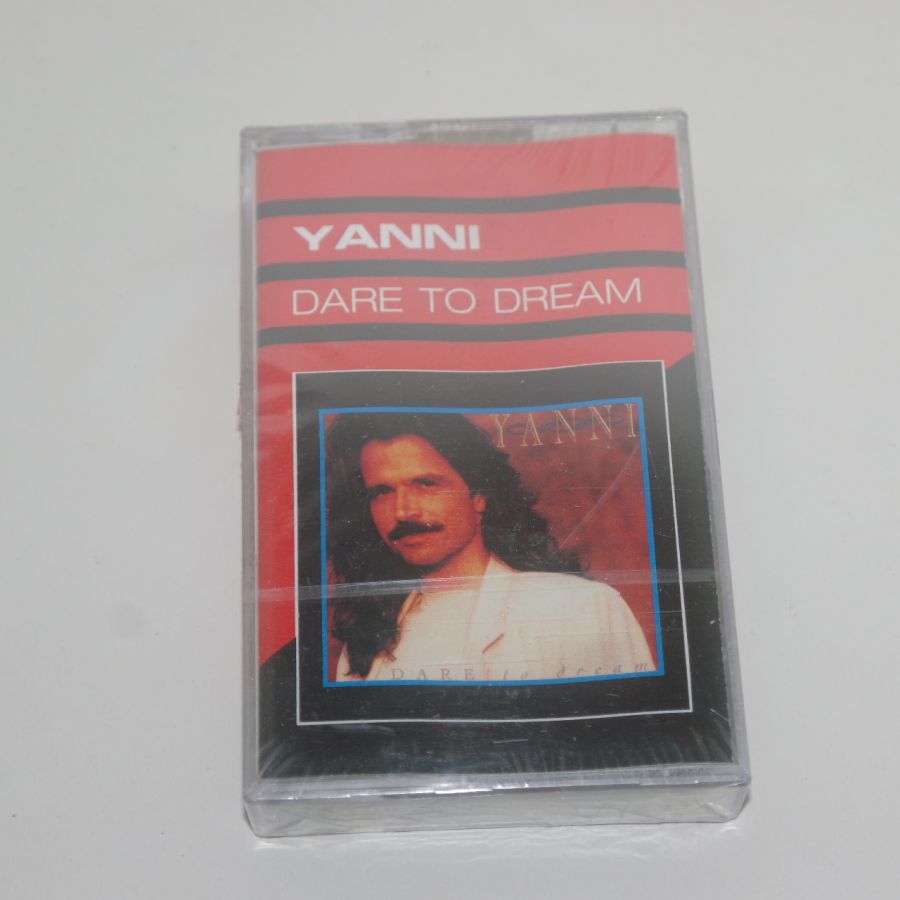 YANNI
DARE TO DREAM
YANNI
DARE to dream